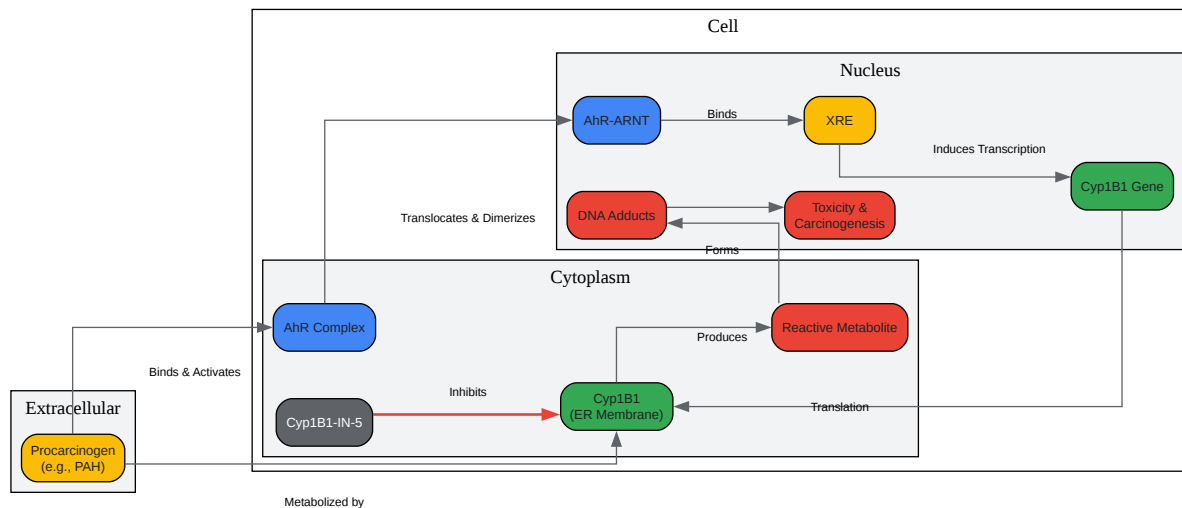 Cell
Nucleus
AhR-ARNT
Binds
XRE
Induces Transcription
Cyp1B1 Gene
DNA Adducts
Toxicity &
Carcinogenesis
Translocates & Dimerizes
Forms
Cytoplasm
AhR Complex
Reactive Metabolite
Produces
Binds & Activates
Inhibits
Cyp1B1
(ER Membrane)
Translation
Cyp1B1-IN-5
Extracellular
Procarcinogen
(e.g., PAH)
Metabolized by